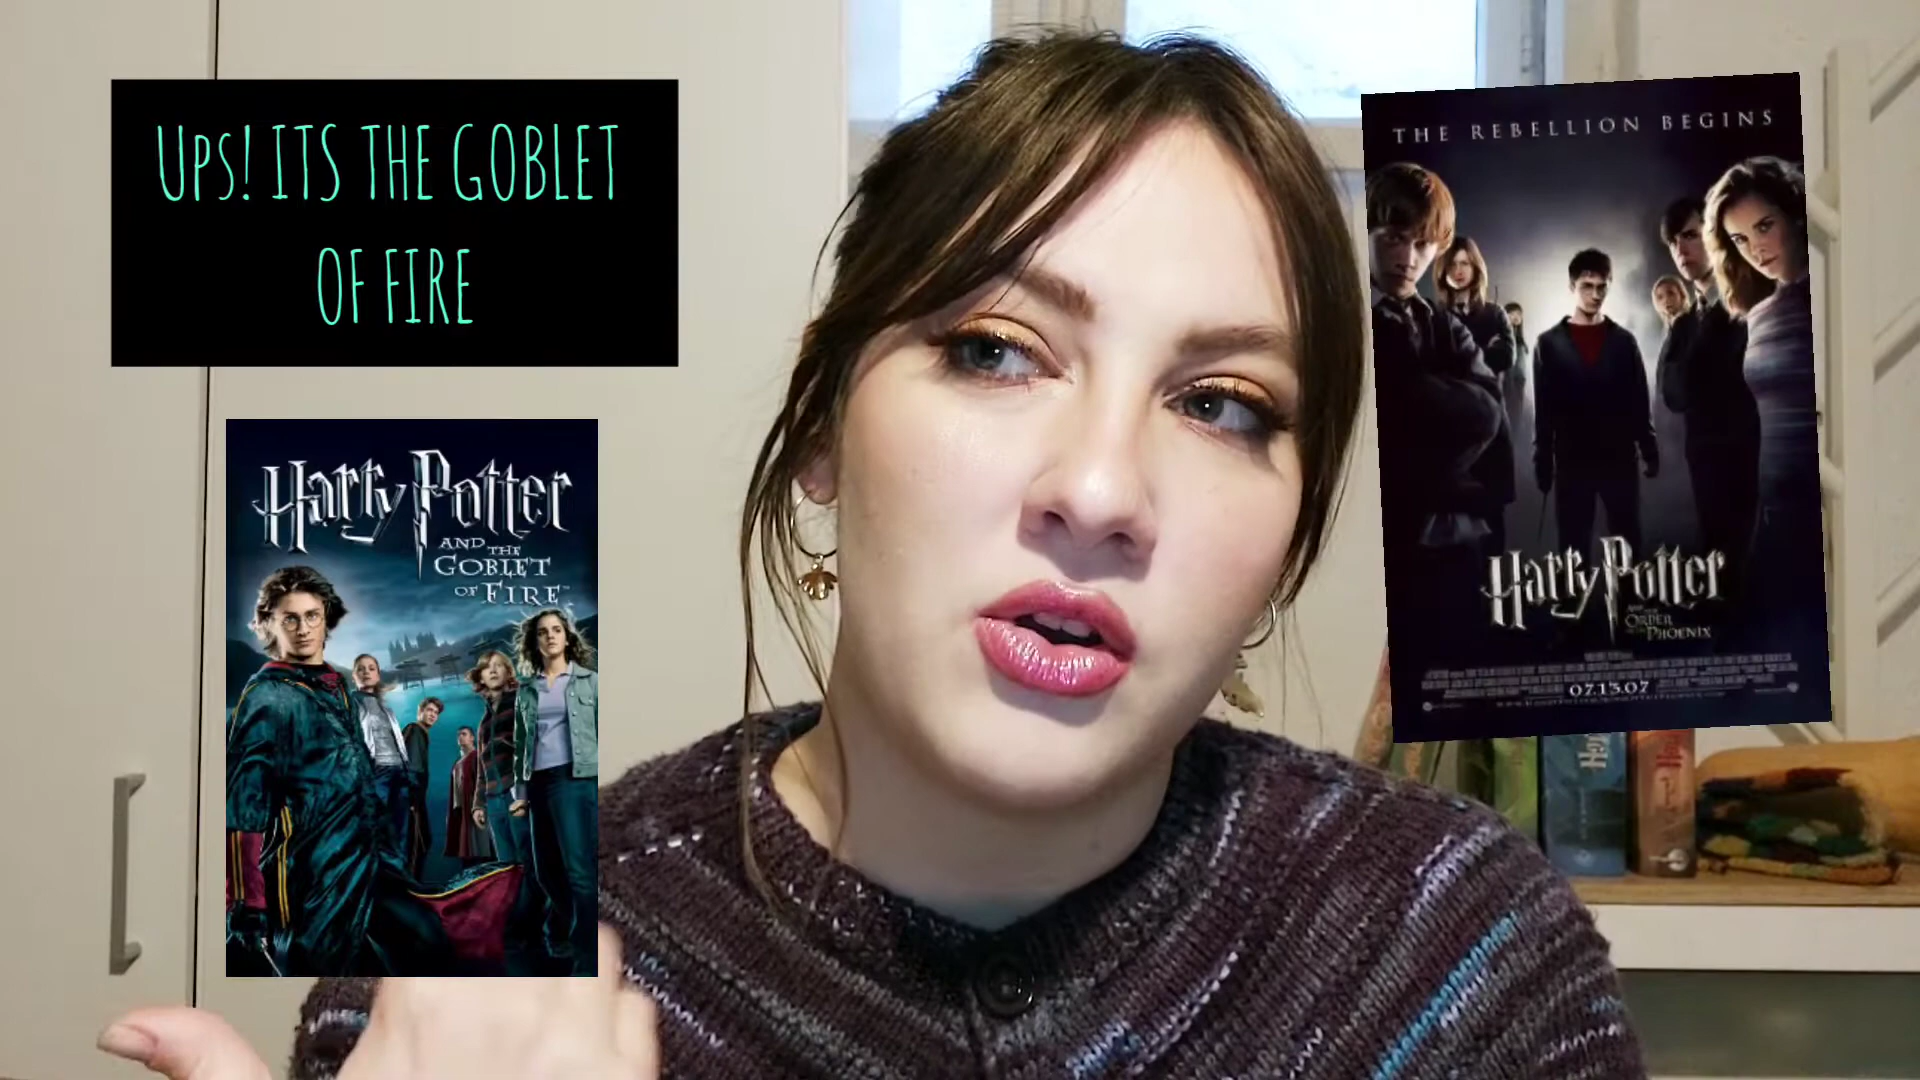 Ups! ITS THE GOBLET
OF FIRE
Harry Potter
AND THE
GOBLET
OF FIRE
THE REBELLION BEGINS
Harry Potter
AND THE
ORDER
OF THE
PHOENIX
07.13.07